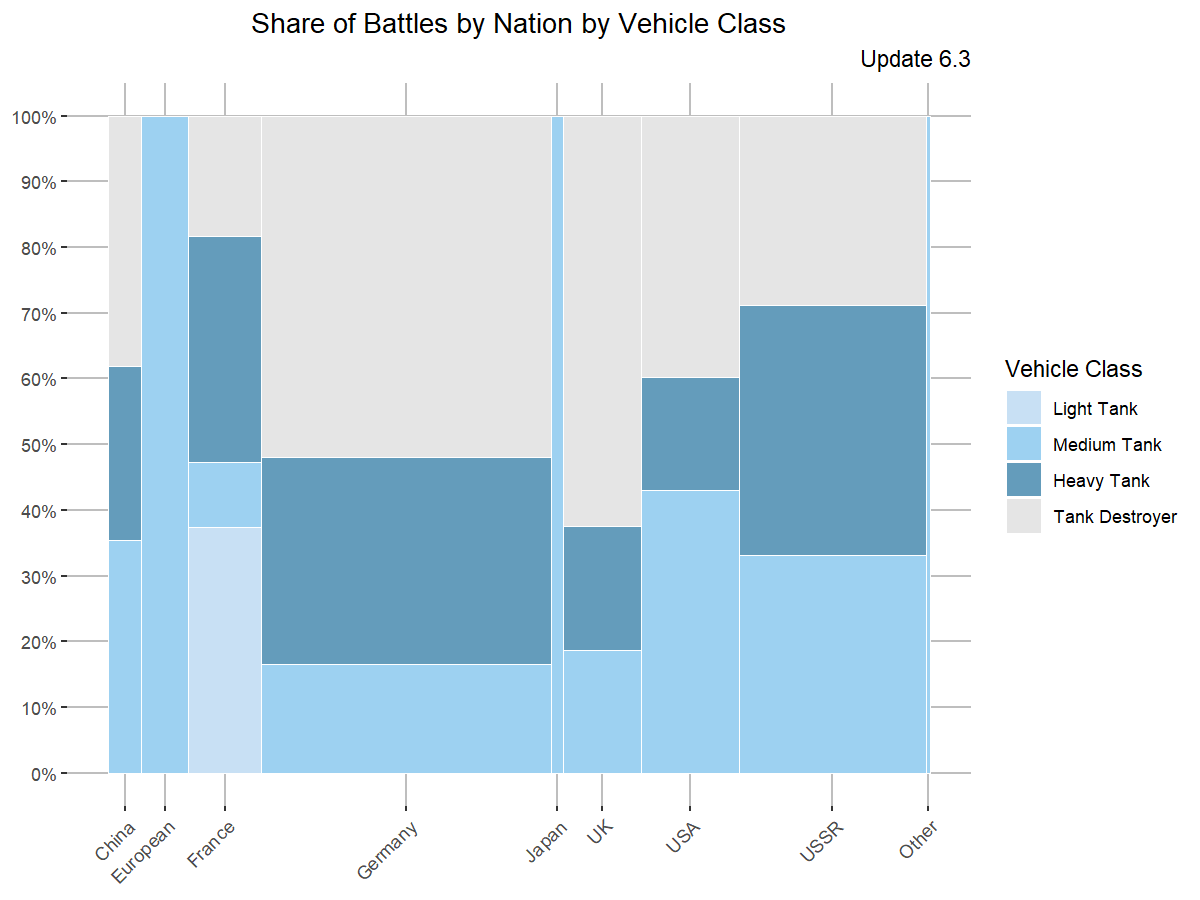 Share of Battles by Nation by Vehicle Class
Update 6.3
100%
90%
80%
70%
60%
50%
40%
30%
20%
10%
0%
China
European
France
Germany
Japan
UK
USA
USSR
Other
Vehicle Class
Light Tank
Medium Tank
Heavy Tank
Tank Destroyer